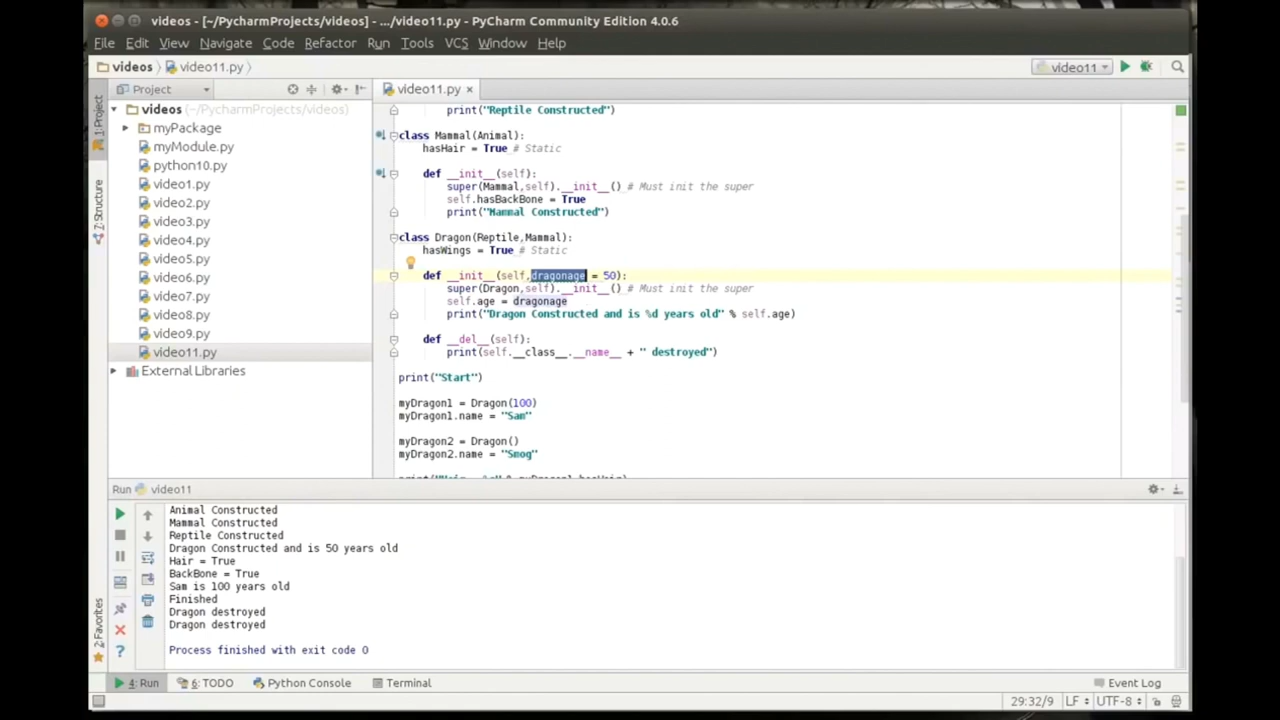 videos - [~/PycharmProjects/videos] - .../video11.py - PyCharm Community Edition 4.0.6
File Edit View Navigate Code Refactor Run Tools VCS Window Help
videos video11.py video11
Project video11.py
1: Project
7: Structure
2: Favorites
videos (~/PycharmProjects/videos)
myPackage
myModule.py
python10.py
video1.py
video2.py
video3.py
video4.py
video5.py
video6.py
video7.py
video8.py
video9.py
video11.py
External Libraries
print("Reptile Constructed")
class Mammal(Animal):
hasHair = True # Static
def __init__(self):
super(Mammal,self).__init__() # Must init the super
self.hasBackBone = True
print("Mammal Constructed")
class Dragon(Reptile,Mammal):
hasWings = True # Static
def __init__(self,dragonage = 50):
super(Dragon,self).__init__() # Must init the super
self.age = dragonage
print("Dragon Constructed and is %d years old" % self.age)
def __del__(self):
print(self.__class__.__name__ + " destroyed")
print("Start")
myDragon1 = Dragon(100)
myDragon1.name = "Sam"
myDragon2 = Dragon()
myDragon2.name = "Smog"
Run video11
Animal Constructed
Mammal Constructed
Reptile Constructed
Dragon Constructed and is 50 years old
Hair = True
BackBone = True
Sam is 100 years old
Finished
Dragon destroyed
Dragon destroyed
Process finished with exit code 0
4: Run 6: TODO Python Console Terminal Event Log
29:32/9 LF UTF-8